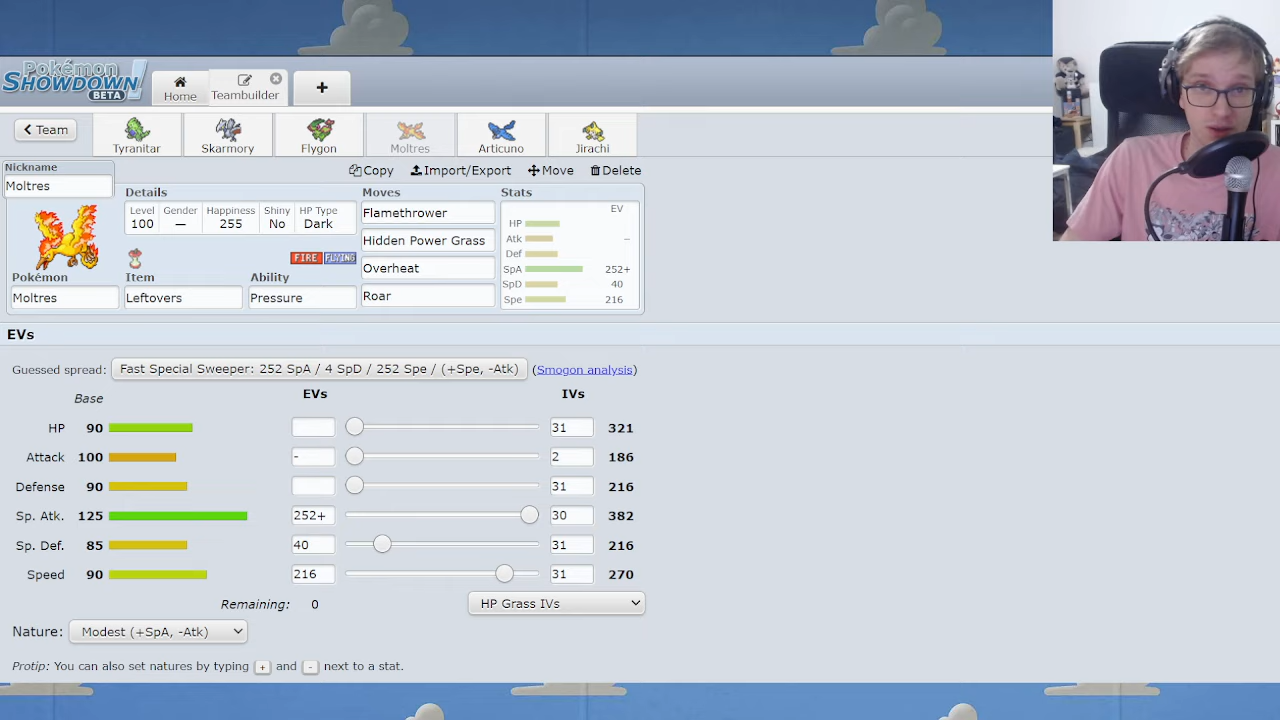 Pokémon
SHOWDOWN!
BETA
Home
Teambuilder
+
Team
Tyranitar
Skarmory
Flygon
Moltres
Articuno
Jirachi
Nickname
Moltres
Copy
Import/Export
Move
Delete
Details
Level
100
Gender
—
Happiness
255
Shiny
No
HP Type
Dark
FIRE FLYING
Pokémon
Moltres
Item
Leftovers
Ability
Pressure
Moves
Flamethrower
Hidden Power Grass
Overheat
Roar
Stats
EV
HP
Atk –
Def
SpA 252+
SpD 40
Spe 216
EVs
Guessed spread: Fast Special Sweeper: 252 SpA / 4 SpD / 252 Spe / (+Spe, -Atk) (Smogon analysis)
Base EVs IVs
HP 90 31 321
Attack 100 - 2 186
Defense 90 31 216
Sp. Atk. 125 252+ 30 382
Sp. Def. 85 40 31 216
Speed 90 216 31 270
Remaining: 0 HP Grass IVs
Nature: Modest (+SpA, -Atk)
Protip: You can also set natures by typing + and - next to a stat.